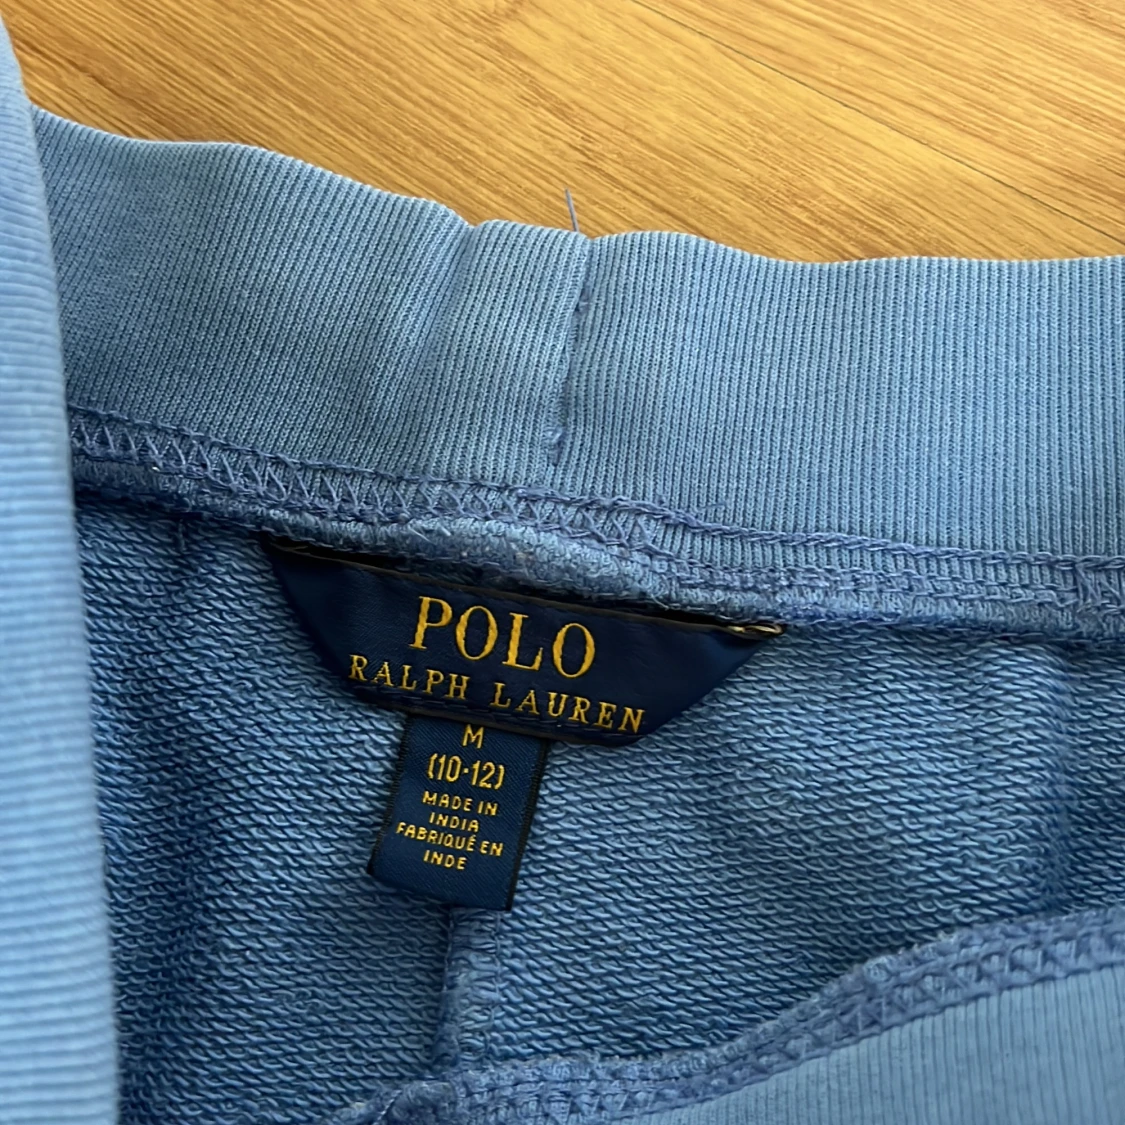 POLO
RALPH LAUREN
M
(10-12)
MADE IN
INDIA
FABRIQUÉ EN
INDE